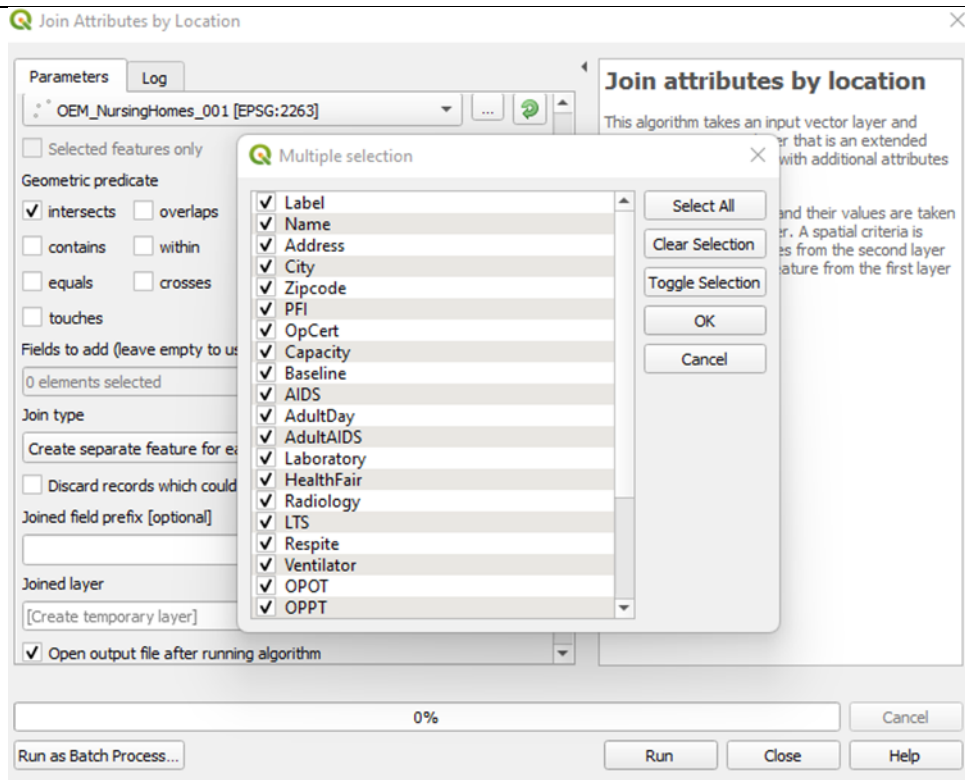 Join Attributes by Location
Parameters
Log
OEM_NursingHomes_001 [EPSG:2263]
...
Selected features only
Geometric predicate
intersects
overlaps
contains
within
equals
crosses
touches
Fields to add (leave empty to us
0 elements selected
Join type
Create separate feature for ea
Discard records which could
Joined field prefix [optional]
Joined layer
[Create temporary layer]
Open output file after running algorithm
Multiple selection
Label
Name
Address
City
Zipcode
PFI
OpCert
Capacity
Baseline
AIDS
AdultDay
AdultAIDS
Laboratory
HealthFair
Radiology
LTS
Respite
Ventilator
OPOT
OPPT
Select All
Clear Selection
Toggle Selection
OK
Cancel
Join attributes by location
This algorithm takes an input vector layer and
er that is an extended
with additional attributes
and their values are taken
er. A spatial criteria is
es from the second layer
eature from the first layer
0%
Cancel
Run as Batch Process...
Run
Close
Help